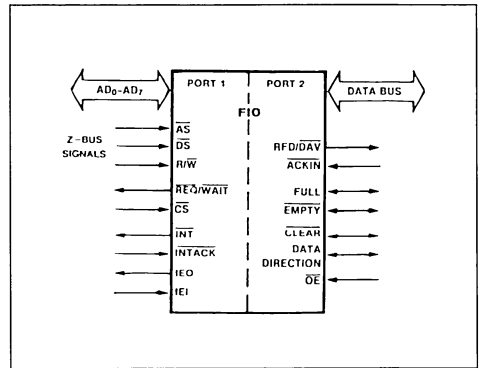 PORT 1
PORT 2
AD0-AD7
DATA BUS
FIO
Z-BUS
SIGNALS
AS
DS
R/W
REQ/WAIT
CS
INT
INTACK
IEO
IEI
RFD/DAV
ACKIN
FULL
EMPTY
CLEAR
DATA
DIRECTION
OE